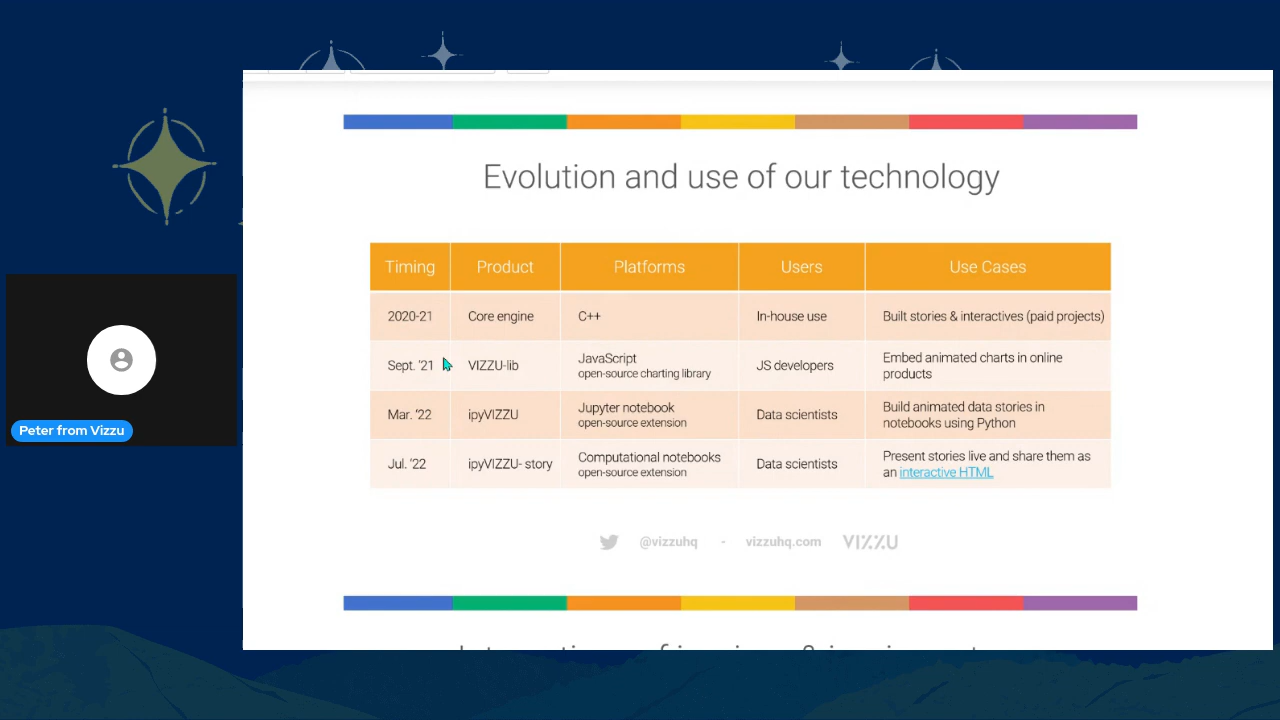 Evolution and use of our technology
Timing Product Platforms Users Use Cases
2020-21 Core engine C++ In-house use Built stories & interactives (paid projects)
Sept. '21 VIZZU-lib JavaScript
open-source charting library JS developers Embed animated charts in online
products
Mar. '22 ipyVIZZU Jupyter notebook
open-source extension Data scientists Build animated data stories in
notebooks using Python
Jul. '22 ipyVIZZU- story Computational notebooks
open-source extension Data scientists Present stories live and share them as
an interactive HTML
@vizzuhq - vizzuhq.com VIZZU
Peter from Vizzu